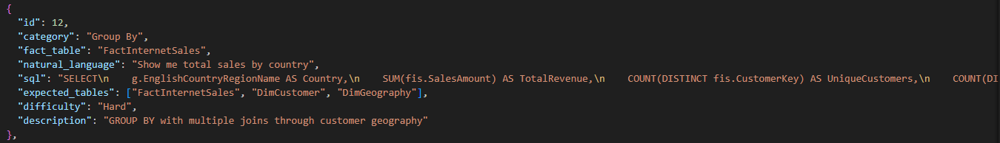 {
"id": 12,
"category": "Group By",
"fact_table": "FactInternetSales",
"natural_language": "Show me total sales by country",
"sql": "SELECT\n    g.EnglishCountryRegionName AS Country,\n    SUM(fis.SalesAmount) AS TotalRevenue,\n    COUNT(DISTINCT fis.CustomerKey) AS UniqueCustomers,\n    COUNT(DI
"expected_tables": ["FactInternetSales", "DimCustomer", "DimGeography"],
"difficulty": "Hard",
"description": "GROUP BY with multiple joins through customer geography"
},